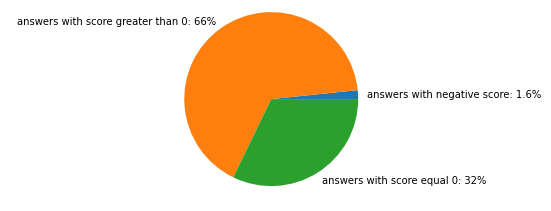 answers with score greater than 0: 66%
answers with negative score: 1.6%
answers with score equal 0: 32%